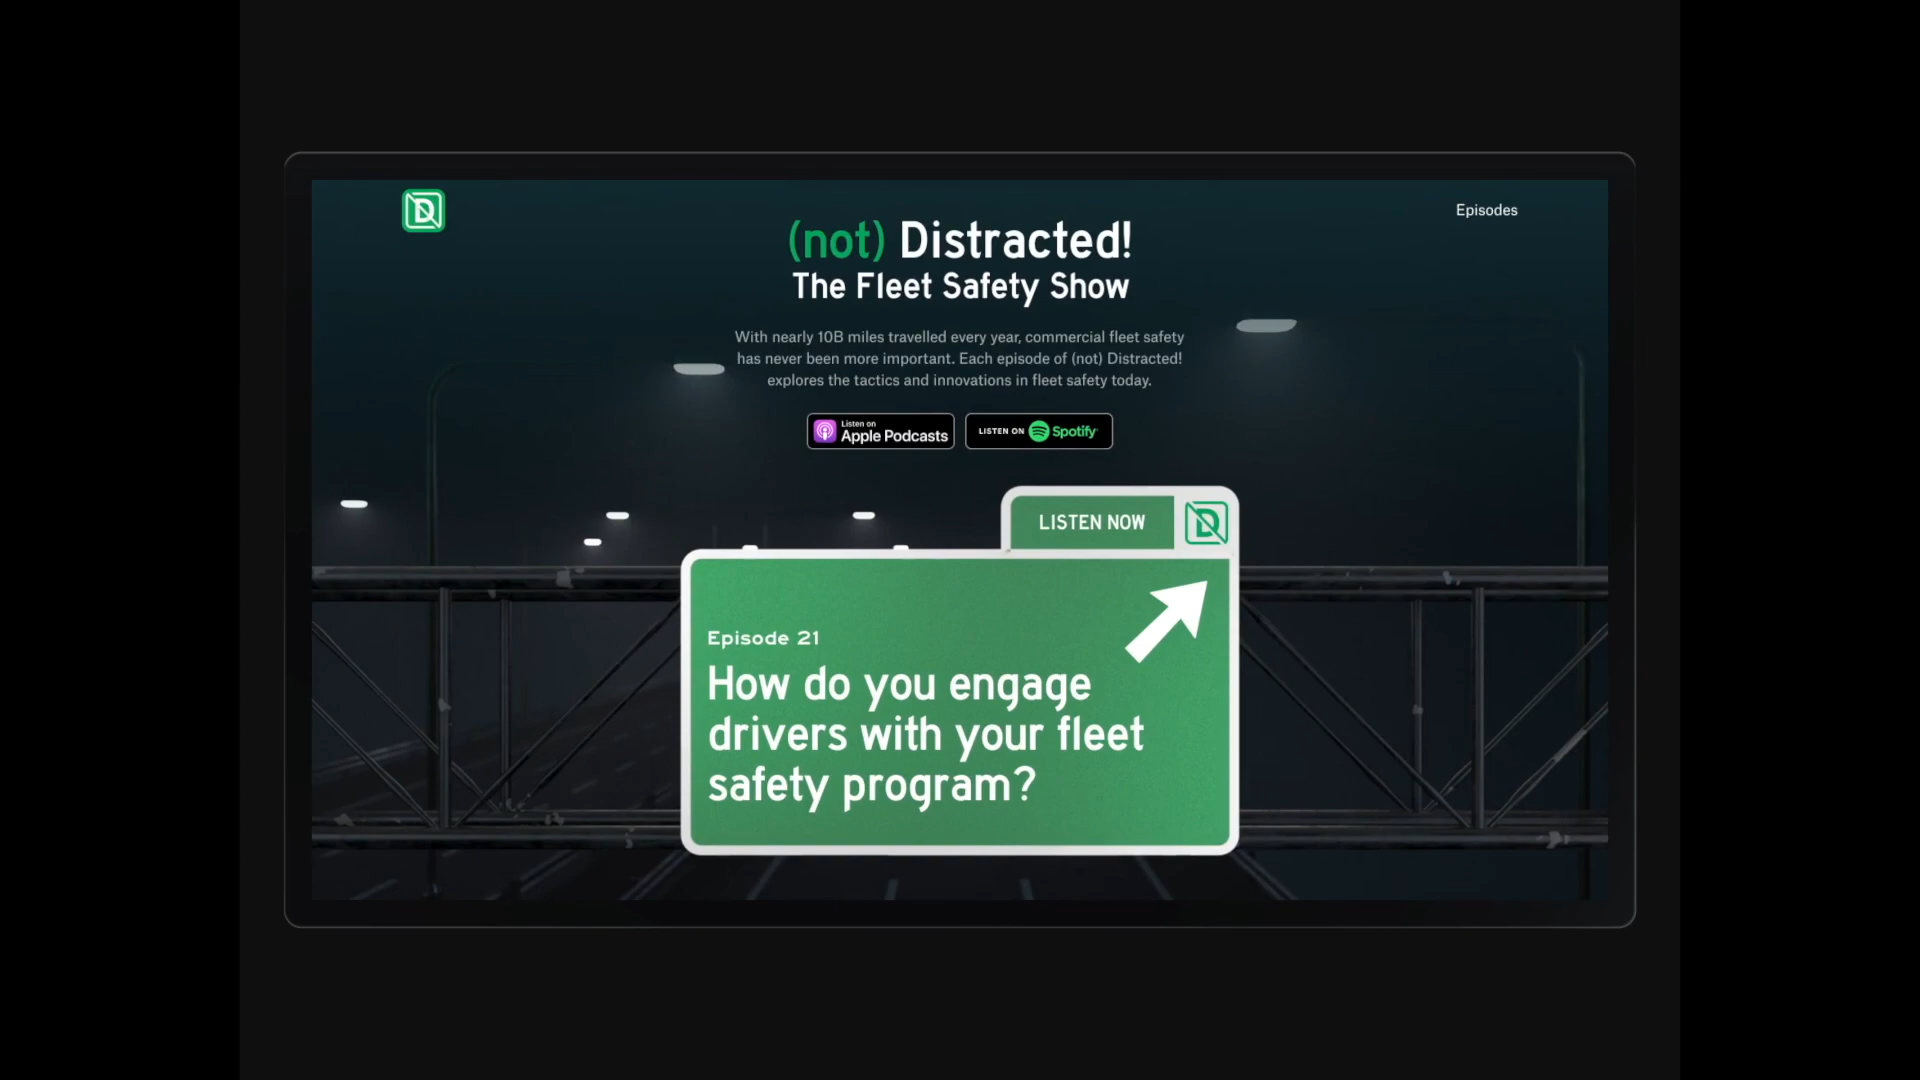 D
Episodes
(not) Distracted!
The Fleet Safety Show
With nearly 10B miles travelled every year, commercial fleet safety
has never been more important. Each episode of (not) Distracted!
explores the tactics and innovations in fleet safety today.
Listen on
Apple Podcasts
LISTEN ON Spotify
LISTEN NOW
D
Episode 21
How do you engage
drivers with your fleet
safety program?